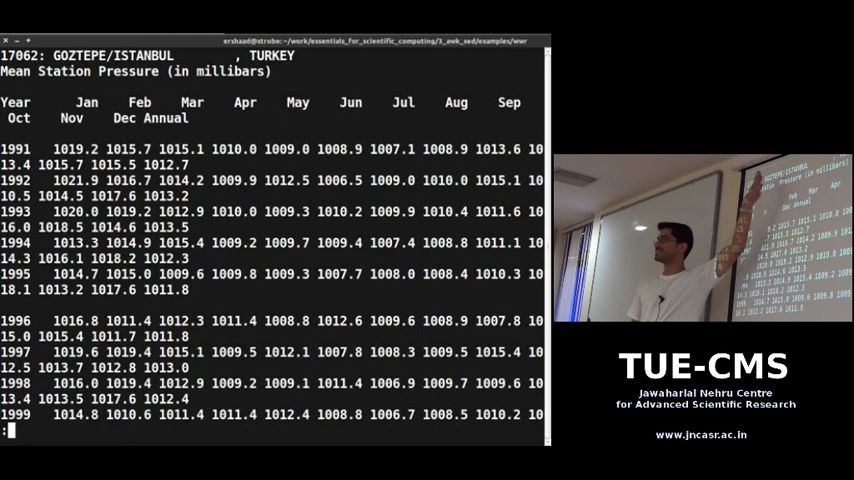 ershaad@strobe: ~/work/essentials_for_scientific_computing/3_awk_sed/examples/wwr
17062: GOZTEPE/ISTANBUL , TURKEY
Mean Station Pressure (in millibars)
Year Jan Feb Mar Apr May Jun Jul Aug Sep
Oct Nov Dec Annual
1991 1019.2 1015.7 1015.1 1010.0 1009.0 1008.9 1007.1 1008.9 1013.6 10
13.4 1015.7 1015.5 1012.7
1992 1021.9 1016.7 1014.2 1009.9 1012.5 1006.5 1009.0 1010.0 1015.1 10
10.5 1014.5 1017.6 1013.2
1993 1020.0 1019.2 1012.9 1010.0 1009.3 1010.2 1009.9 1010.4 1011.6 10
16.0 1018.5 1014.6 1013.5
1994 1013.3 1014.9 1015.4 1009.2 1009.7 1009.4 1007.4 1008.8 1011.1 10
14.3 1016.1 1018.2 1012.3
1995 1014.7 1015.0 1009.6 1009.8 1009.3 1007.7 1008.0 1008.4 1010.3 10
18.1 1013.2 1017.6 1011.8
1996 1016.8 1011.4 1012.3 1011.4 1008.8 1012.6 1009.6 1008.9 1007.8 10
15.0 1015.4 1011.7 1011.8
1997 1019.6 1019.4 1015.1 1009.5 1012.1 1007.8 1008.3 1009.5 1015.4 10
12.5 1013.7 1012.8 1013.0
1998 1016.0 1019.4 1012.9 1009.2 1009.1 1011.4 1006.9 1009.7 1009.6 10
13.4 1013.5 1017.6 1012.4
1999 1014.8 1010.6 1011.4 1011.4 1012.4 1008.8 1006.7 1008.5 1010.2 10
:
TUE-CMS
Jawaharlal Nehru Centre
for Advanced Scientific Research
www.jncasr.ac.in